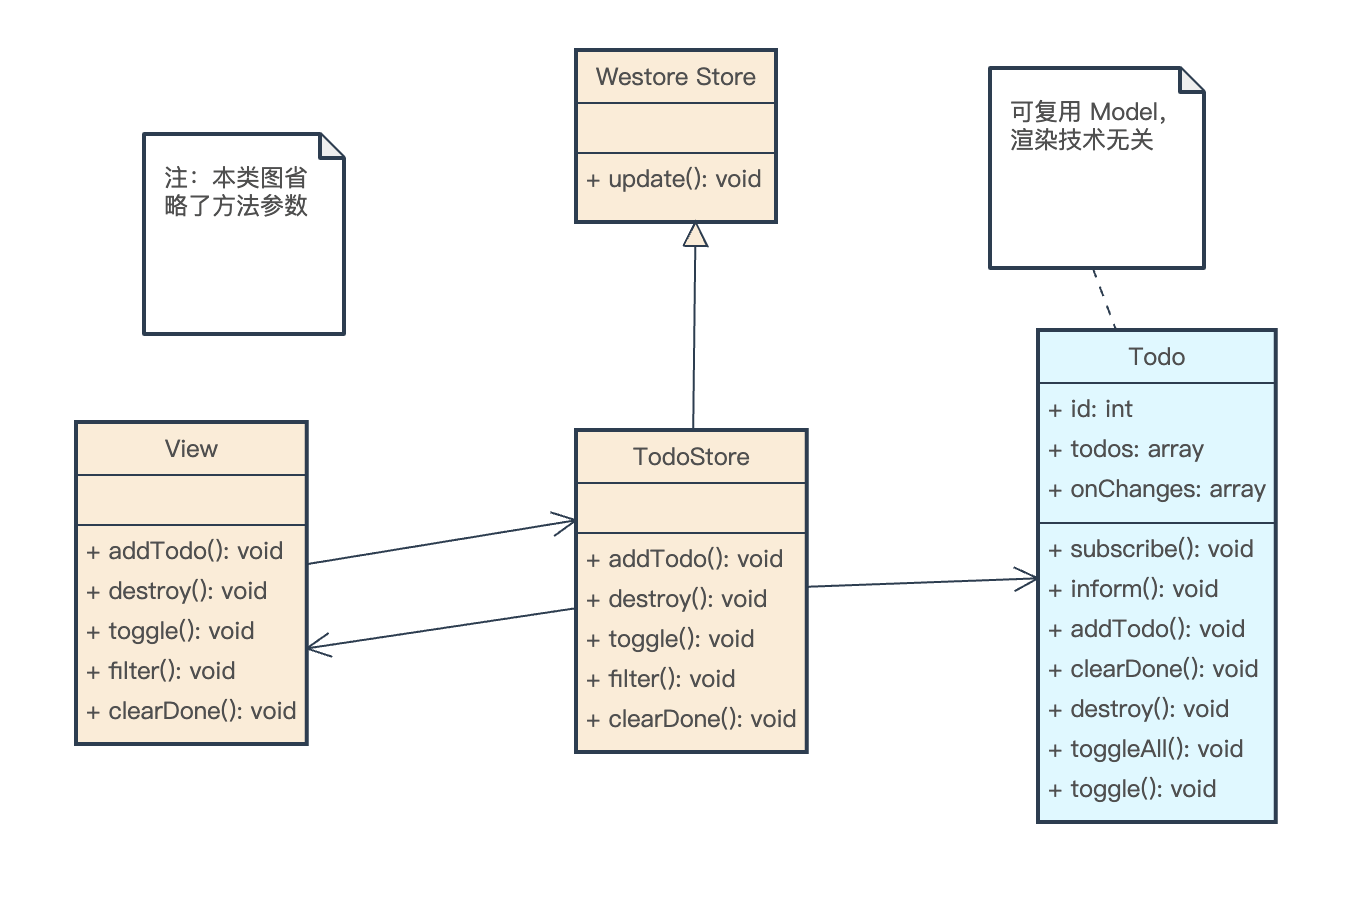 Westore Store
+ update(): void
可复用 Model,
渲染技术无关
注：本类图省
略了方法参数
View
+ addTodo(): void
+ destroy(): void
+ toggle(): void
+ filter(): void
+ clearDone(): void
TodoStore
+ addTodo(): void
+ destroy(): void
+ toggle(): void
+ filter(): void
+ clearDone(): void
Todo
+ id: int
+ todos: array
+ onChanges: array
+ subscribe(): void
+ inform(): void
+ addTodo(): void
+ clearDone(): void
+ destroy(): void
+ toggleAll(): void
+ toggle(): void